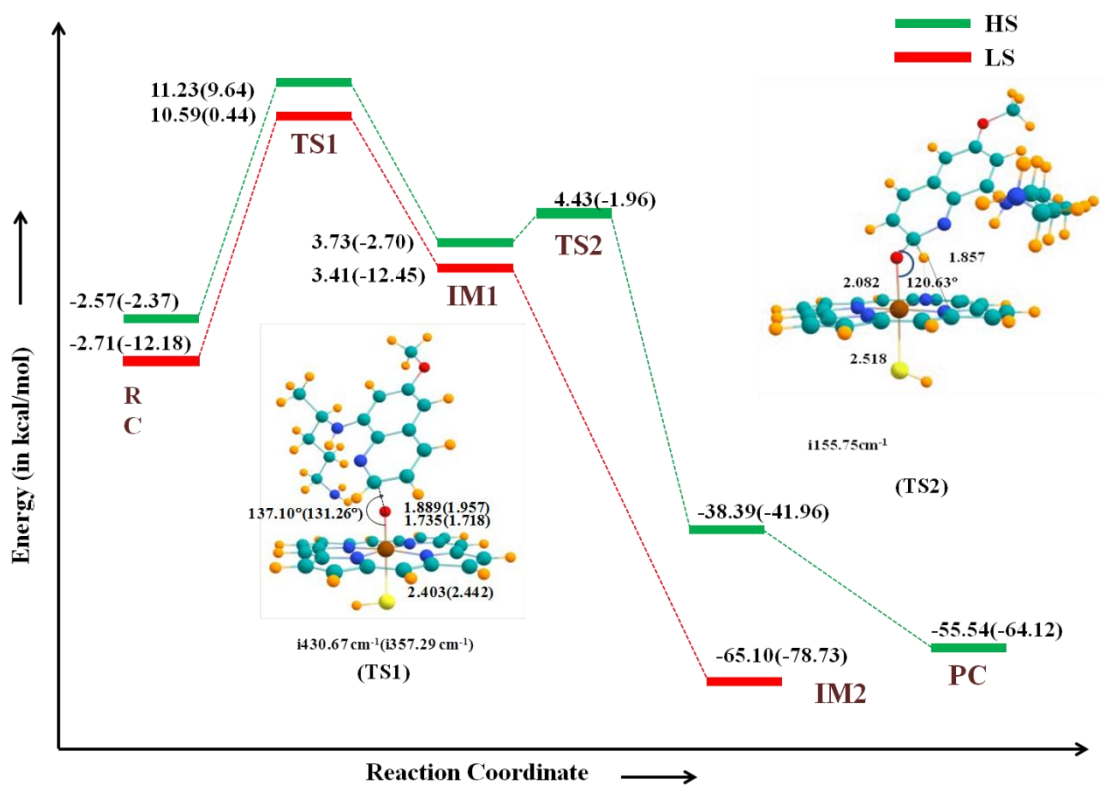 HS
LS
11.23(9.64)
10.59(0.44)
TS1
4.43(-1.96)
TS2
3.73(-2.70)
3.41(-12.45)
IM1
-2.57(-2.37)
-2.71(-12.18)
R
C
1.857
2.082
120.63º
2.518
i155.75cm-1
(TS2)
137.10º(131.26º)
1.889(1.957)
1.735(1.718)
2.403(2.442)
i430.67 cm-1(i357.29 cm-1)
(TS1)
-38.39(-41.96)
-55.54(-64.12)
PC
-65.10(-78.73)
IM2
Energy (in kcal/mol)
Reaction Coordinate